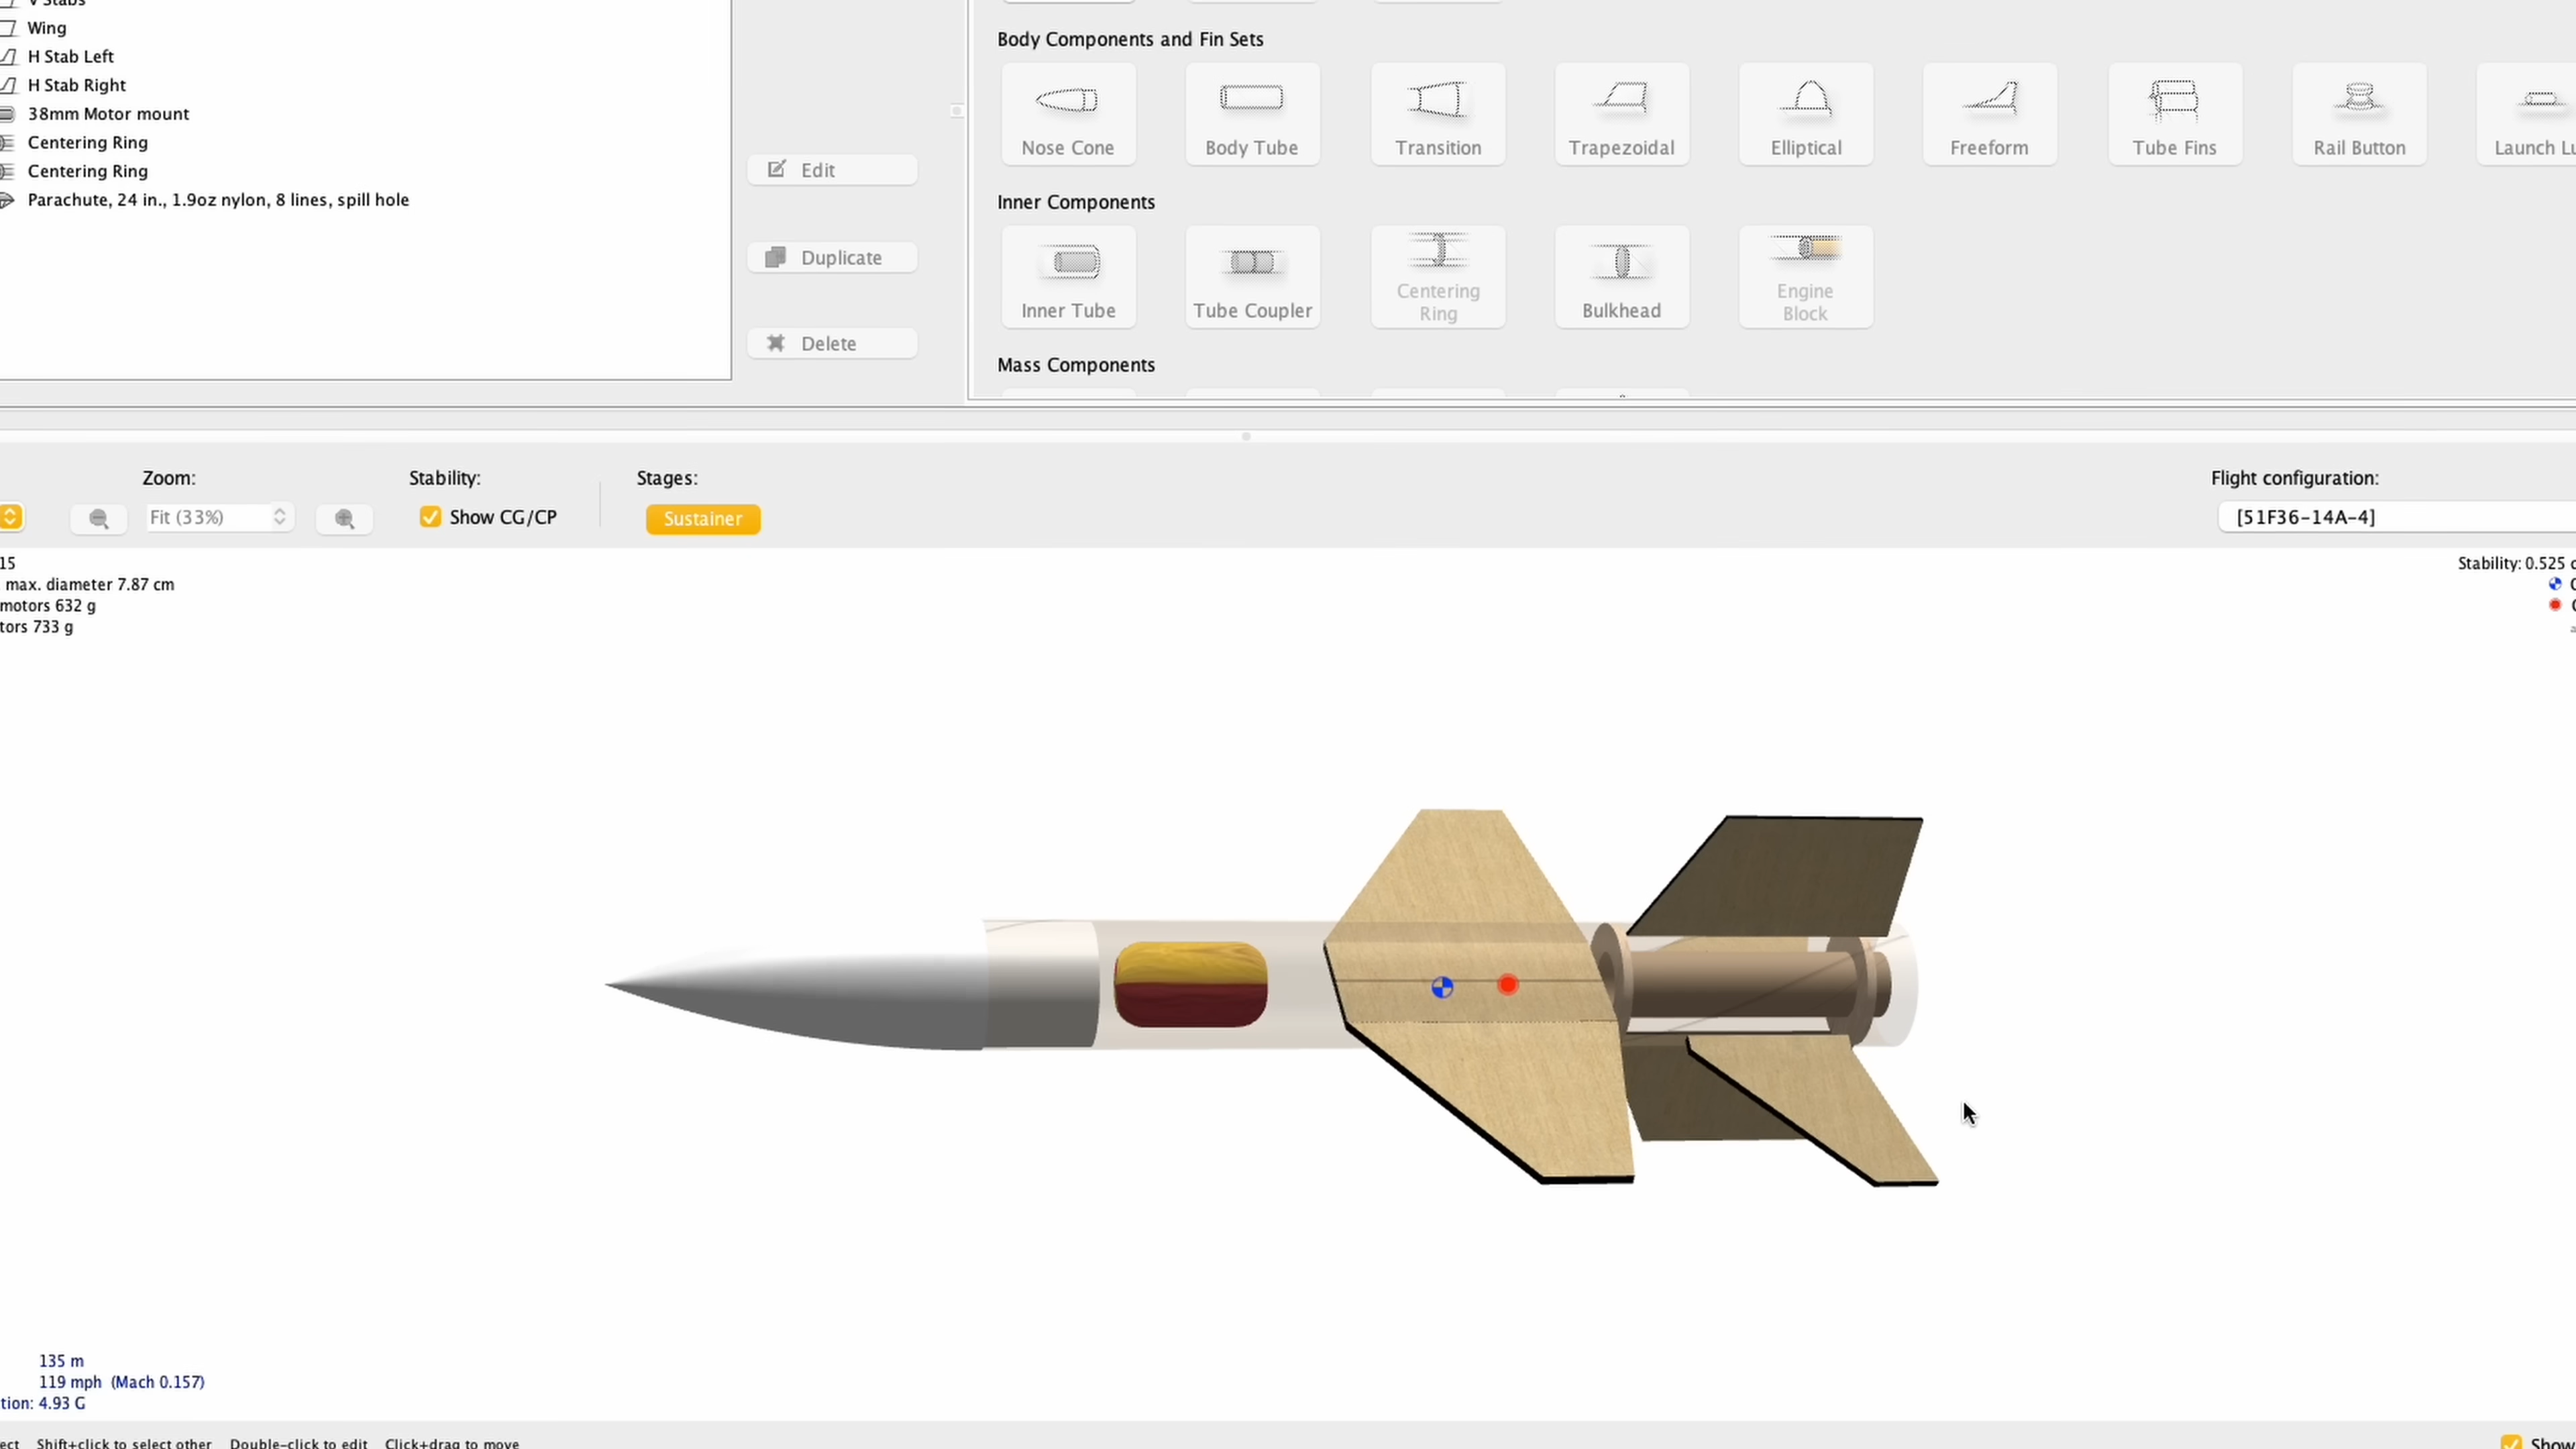 V Stabs
Wing
H Stab Left
H Stab Right
38mm Motor mount
Centering Ring
Centering Ring
Parachute, 24 in., 1.9oz nylon, 8 lines, spill hole
Edit
Duplicate
Delete
Body Components and Fin Sets
Nose Cone
Body Tube
Transition
Trapezoidal
Elliptical
Freeform
Tube Fins
Rail Button
Launch Lu
Inner Components
Inner Tube
Tube Coupler
Centering
Ring
Bulkhead
Engine
Block
Mass Components
Zoom:
Fit (33%)
Stability:
Show CG/CP
Stages:
Sustainer
Flight configuration:
[51F36-14A-4]
15
max. diameter 7.87 cm
motors 632 g
tors 733 g
Stability: 0.525 c
135 m
119 mph (Mach 0.157)
tion: 4.93 G
ect Shift+click to select other Double-click to edit Click+drag to move
Show